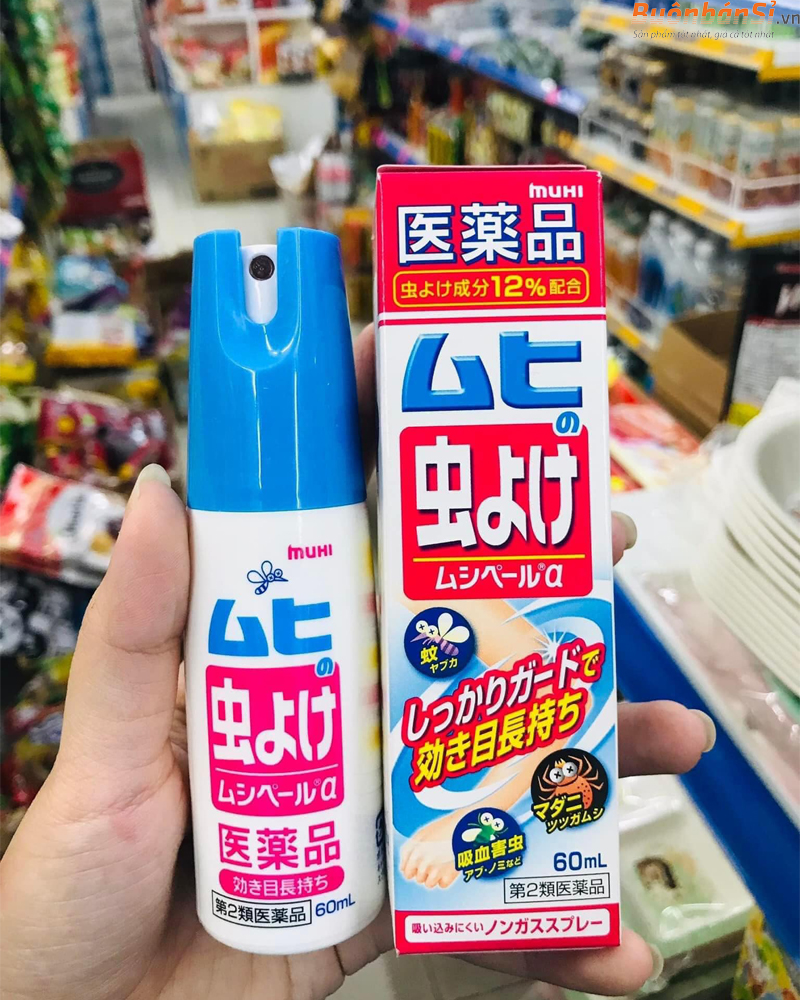 BuônbánSỉ.vn
Sản phẩm tốt nhất, giá cả tốt nhất
muHI
医薬品
虫よけ成分12%配合
ムヒ
の
虫よけ
ムシペール®α
蚊
ヤブカ
しっかりガードで
効き目長持ち
マダニ
ツツガムシ
吸血害虫
アブ・ノミなど
60mL
第2類医薬品
吸い込みにくいノンガススプレー
muHI
ムヒ
の
虫よけ
ムシペール®α
医薬品
効き目長持ち
第2類医薬品 60mL